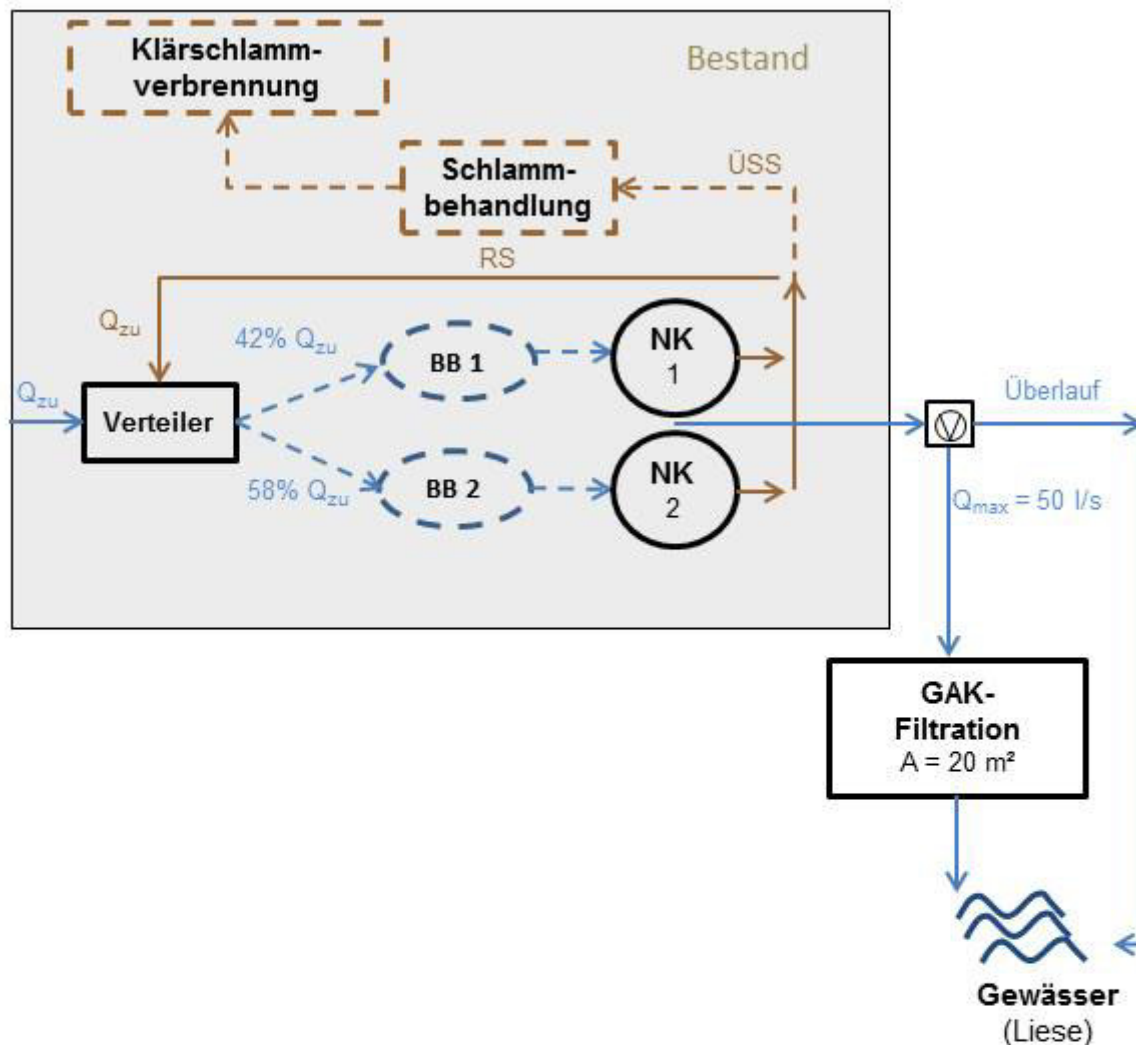 Klärschlamm-
verbrennung
Bestand
Schlamm-
behandlung
ÜSS
RS
Qzu
42% Qzu
BB 1
NK
1
Qzu
Verteiler
58% Qzu
BB 2
NK
2
Überlauf
V
Qmax = 50 l/s
GAK-
Filtration
A = 20 m²
Gewässer
(Liese)